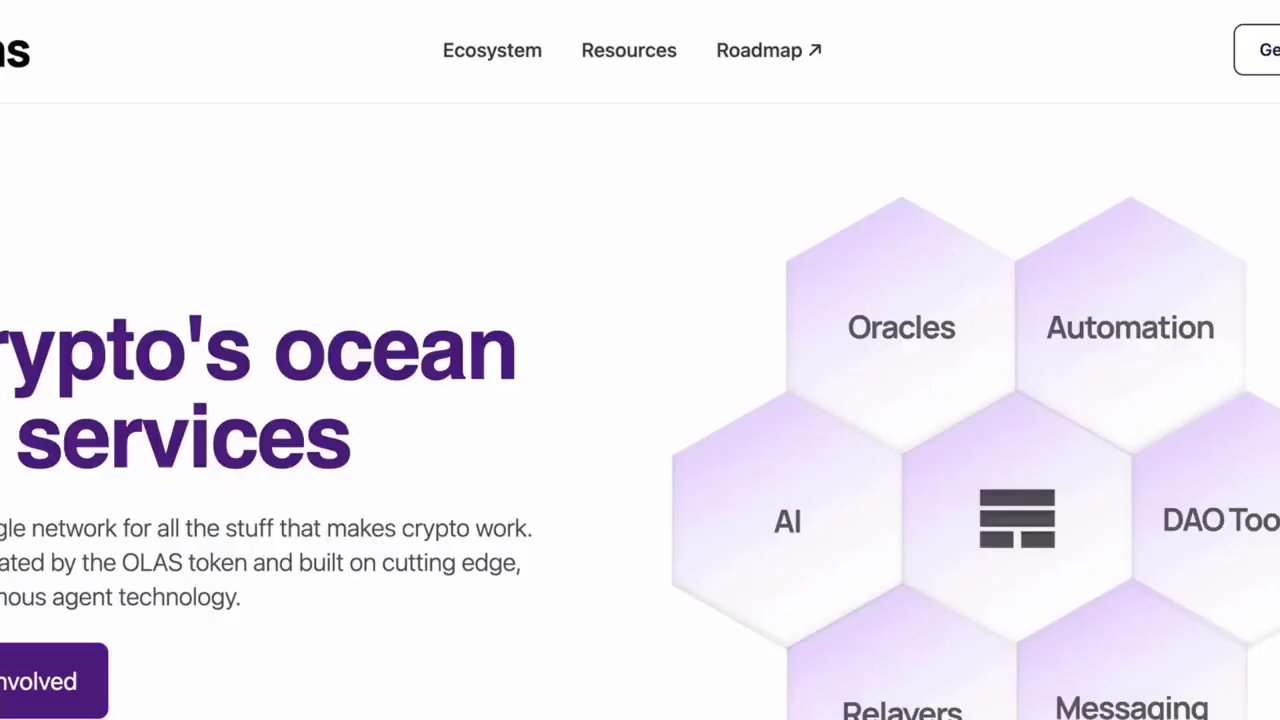 as
Ecosystem
Resources
Roadmap ↗
Ge
rypto's ocean
services
gle network for all the stuff that makes crypto work.
ated by the OLAS token and built on cutting edge,
mous agent technology.
nvolved
Oracles
Automation
AI
DAO Too
Relayers
Messaging